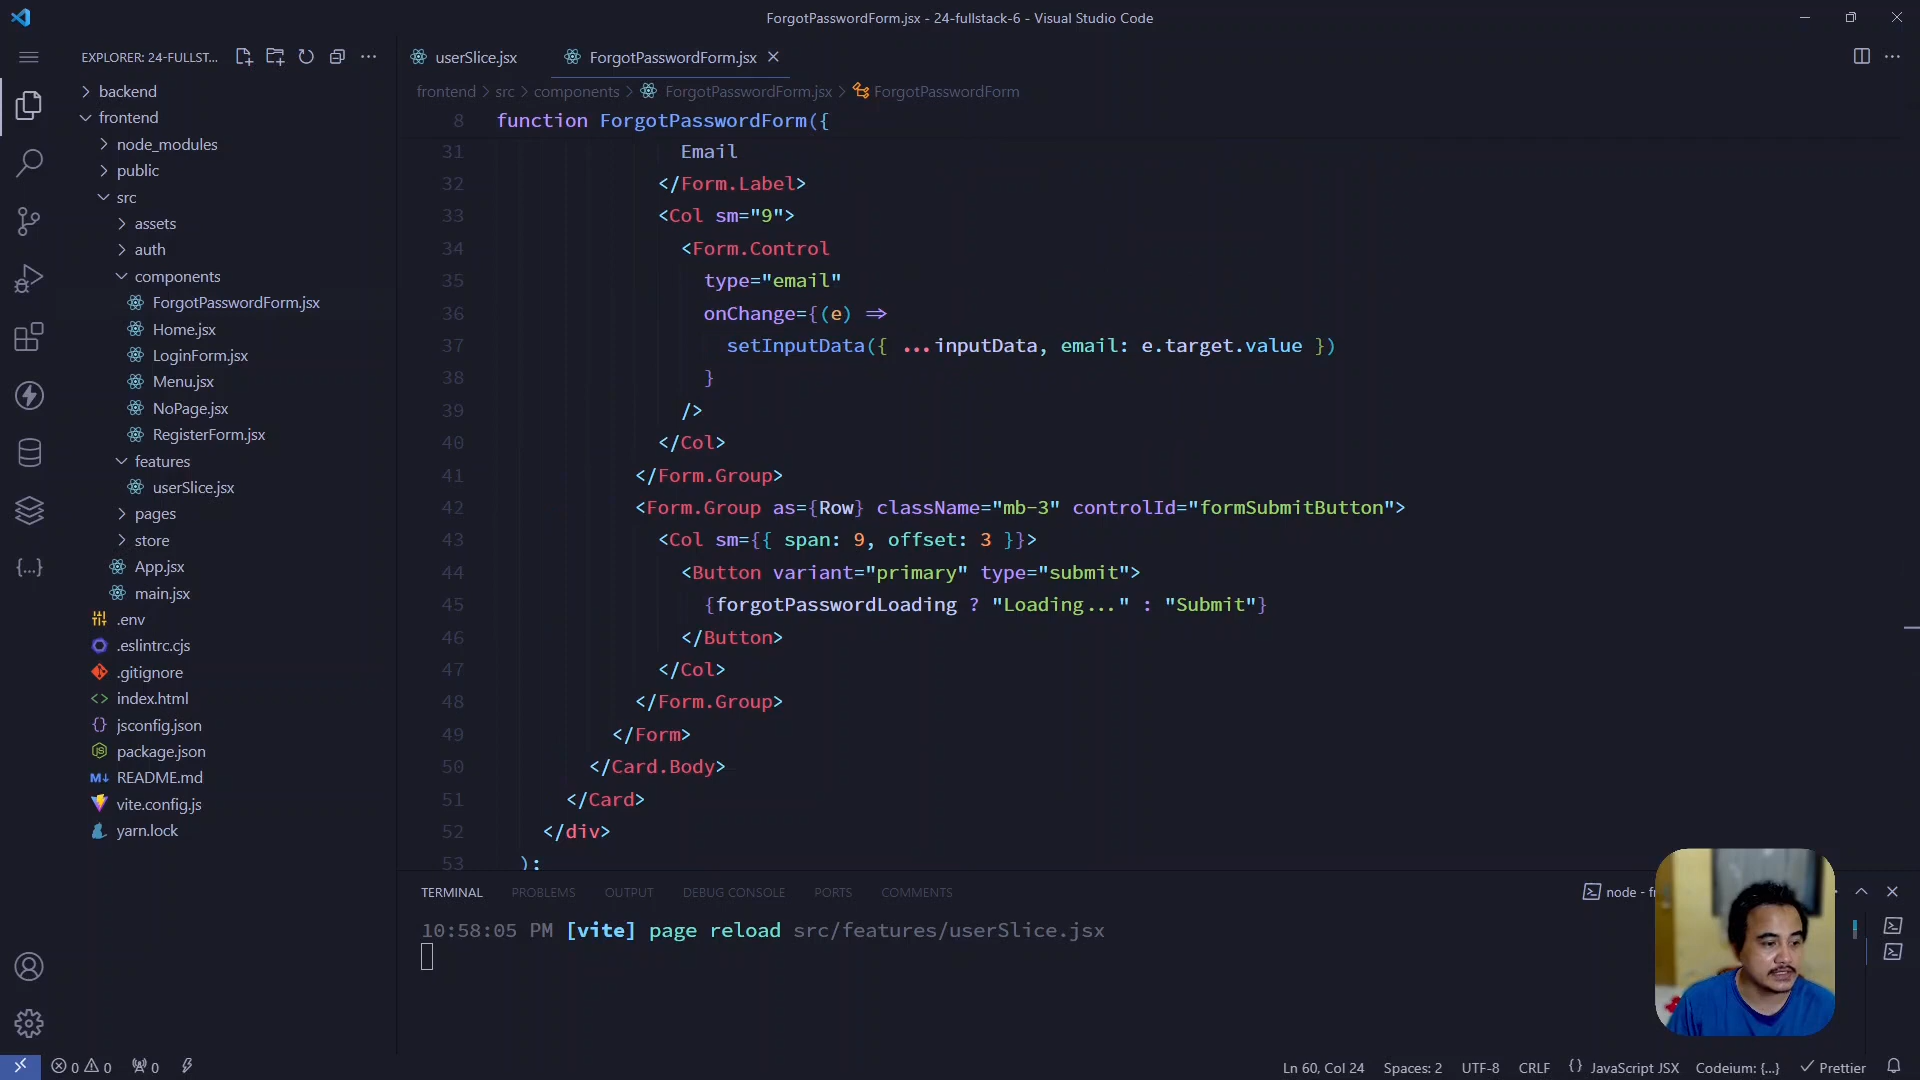 ForgotPasswordForm.jsx - 24-fullstack-6 - Visual Studio Code
EXPLORER: 24-FULLST...
backend
frontend
node_modules
public
src
assets
auth
components
ForgotPasswordForm.jsx
Home.jsx
LoginForm.jsx
Menu.jsx
NoPage.jsx
RegisterForm.jsx
features
userSlice.jsx
pages
store
App.jsx
main.jsx
.env
.eslintrc.cjs
.gitignore
index.html
jsconfig.json
package.json
README.md
vite.config.js
yarn.lock
userSlice.jsx
ForgotPasswordForm.jsx
frontend > src > components > ForgotPasswordForm.jsx > ForgotPasswordForm
8 function ForgotPasswordForm({
31 Email
32 </Form.Label>
33 <Col sm="9">
34 <Form.Control
35 type="email"
36 onChange={(e) =>
37 setInputData({ ...inputData, email: e.target.value })
38 }
39 />
40 </Col>
41 </Form.Group>
42 <Form.Group as={Row} className="mb-3" controlId="formSubmitButton">
43 <Col sm={{ span: 9, offset: 3 }}>
44 <Button variant="primary" type="submit">
45 {forgotPasswordLoading ? "Loading..." : "Submit"}
46 </Button>
47 </Col>
48 </Form.Group>
49 </Form>
50 </Card.Body>
51 </Card>
52 </div>
53 );
TERMINAL PROBLEMS OUTPUT DEBUG CONSOLE PORTS COMMENTS
node - fr
10:58:05 PM [vite] page reload src/features/userSlice.jsx
0 0 0
Ln 60, Col 24 Spaces: 2 UTF-8 CRLF {} JavaScript JSX Codeium: {...} Prettier